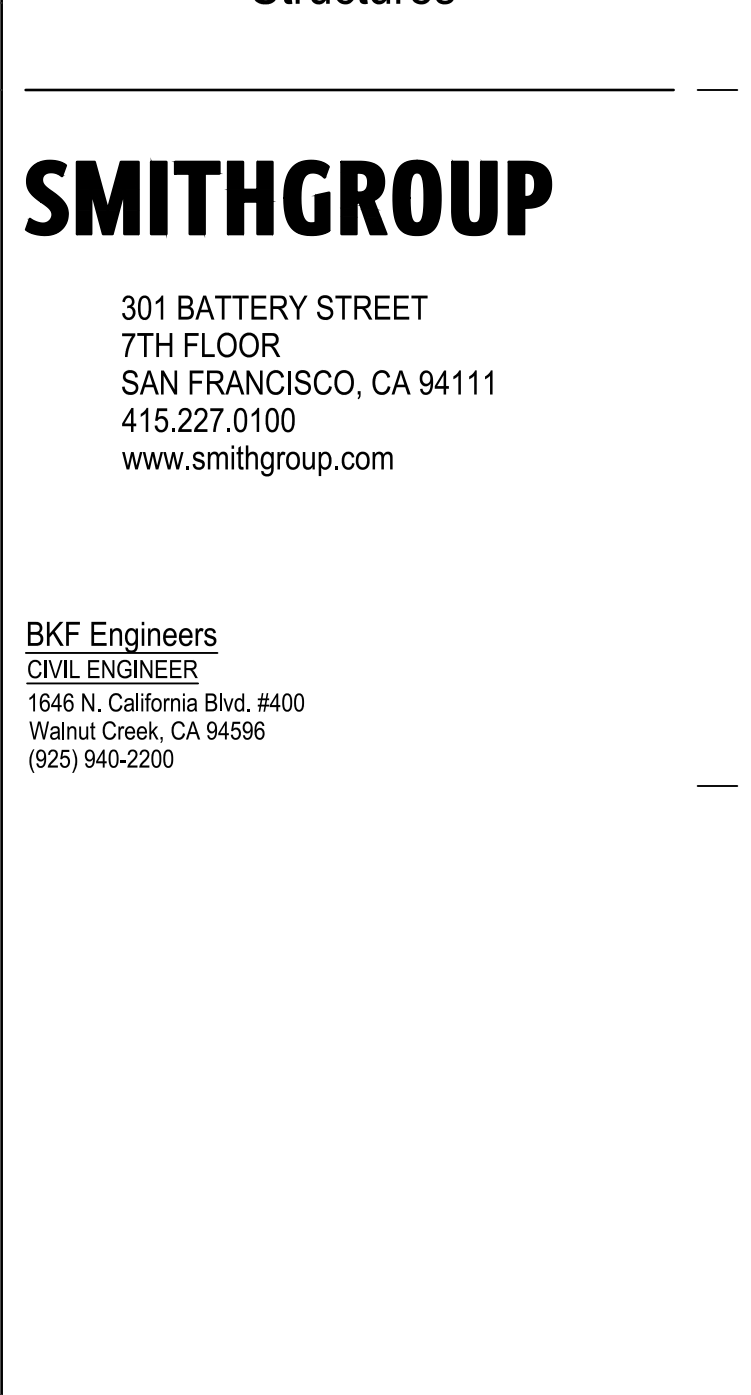 Structures
SMITHGROUP
301 BATTERY STREET
7TH FLOOR
SAN FRANCISCO, CA 94111
415.227.0100
www.smithgroup.com
BKF Engineers
CIVIL ENGINEER
1646 N. California Blvd. #400
Walnut Creek, CA 94596
(925) 940-2200